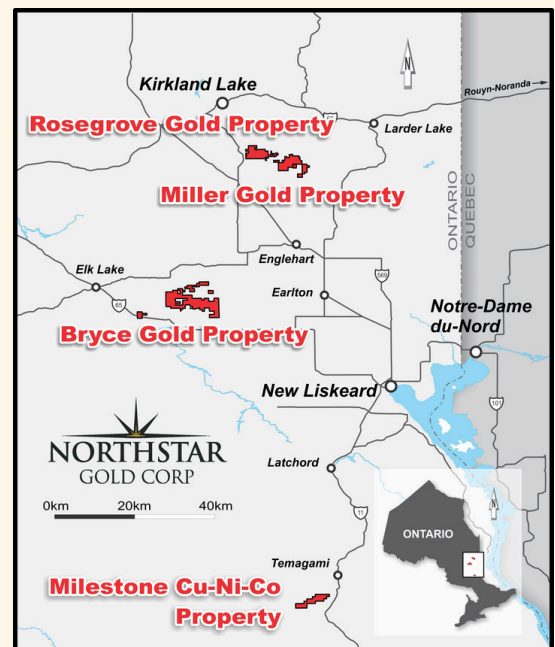 N
Kirkland Lake
Rouyn-Noranda
Rosegrove Gold Property
Larder Lake
Miller Gold Property
ONTARIO
QUEBEC
Englehart
Elk Lake
569
Earlton
65
Notre-Dame
du-Nord
Bryce Gold Property
New Liskeard
101
NORTHSTAR
GOLD CORP
Latchord
0km 20km 40km
11
N
ONTARIO
Temagami
Milestone Cu-Ni-Co
Property